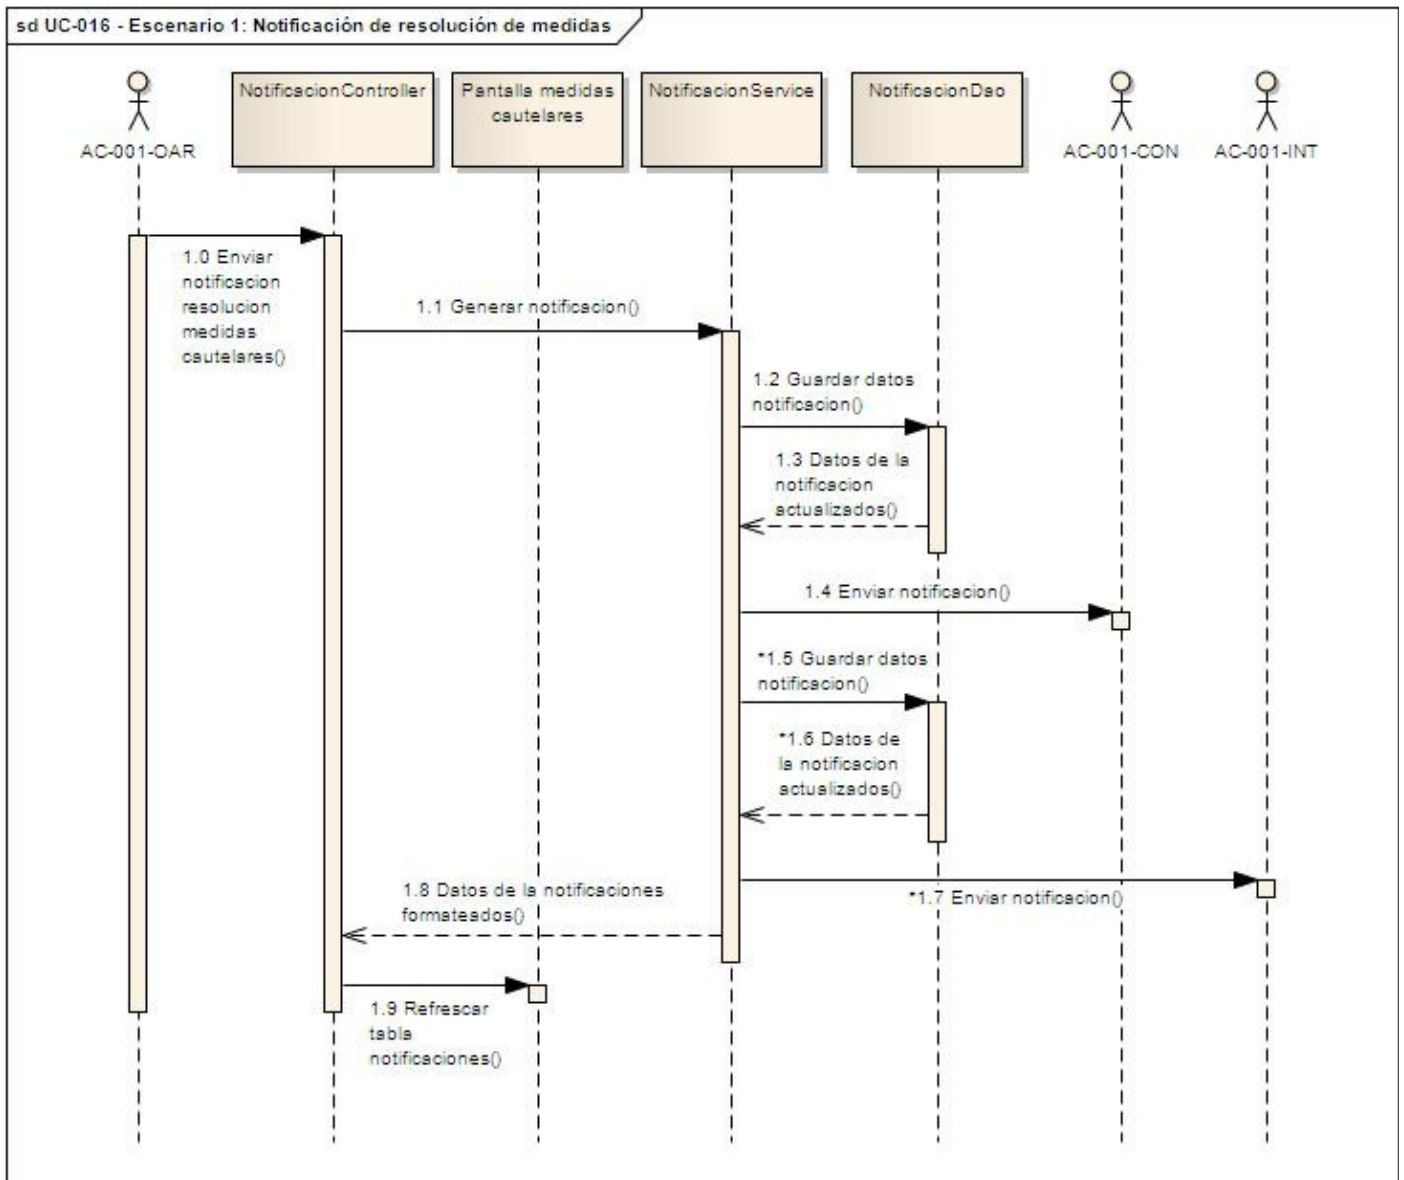 sd UC-016 - Escenario 1: Notificación de resolución de medidas
AC-001-OAR
NotificacionController
Pantalla medidas
cautelares
NotificacionService
NotificacionDao
AC-001-CON
AC-001-INT
1.0 Enviar
notificacion
resolucion
medidas
cautelares()
1.1 Generar notificacion()
1.2 Guardar datos
notificacion()
1.3 Datos de la
notificacion
actualizados()
1.4 Enviar notificacion()
*1.5 Guardar datos
notificacion()
*1.6 Datos de
la notificacion
actualizados()
*1.7 Enviar notificacion()
1.8 Datos de la notificaciones
formateados()
1.9 Refrescar
tabla
notificaciones()